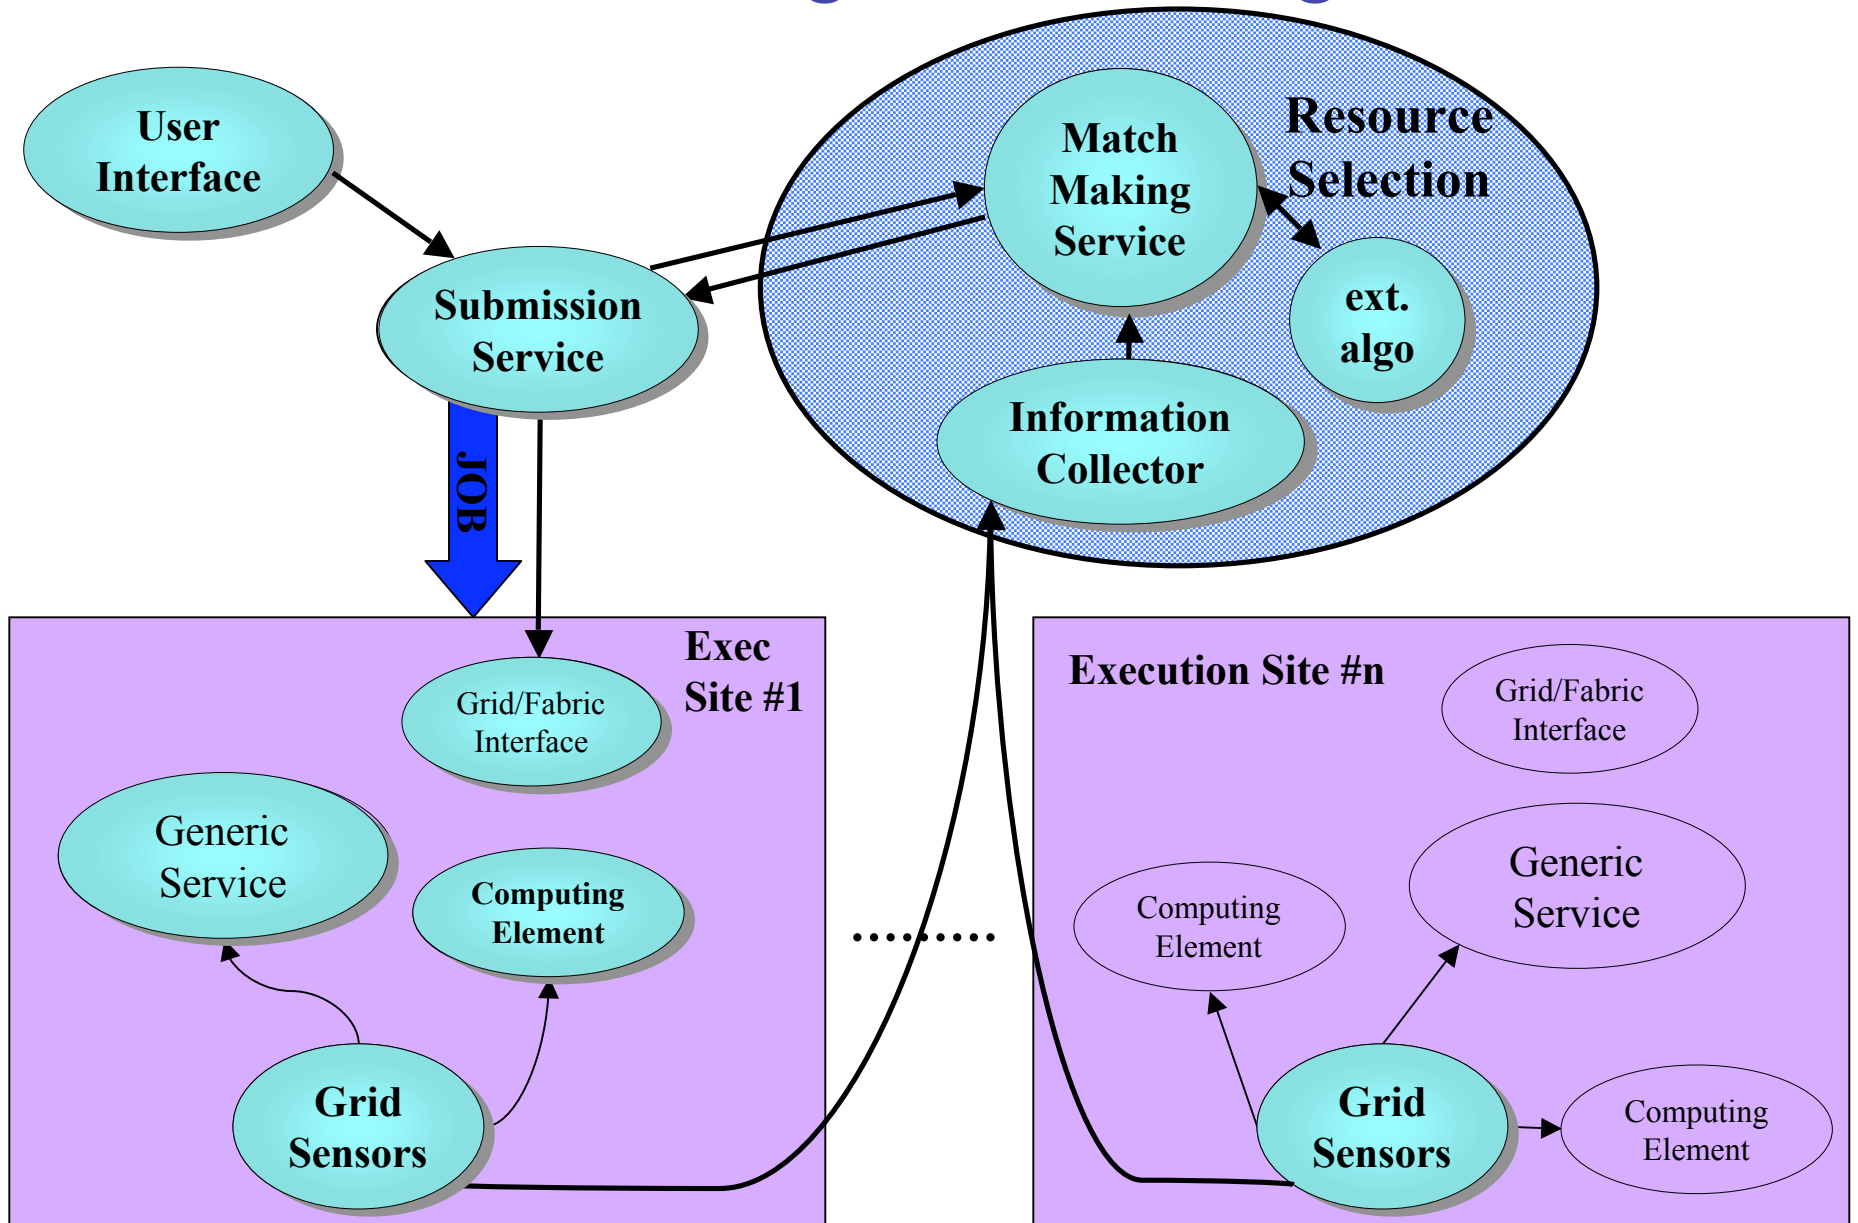 User
Interface
Match
Making
Service
Resource
Selection
Submission
Service
ext.
algo
Information
Collector
JOB
Exec
Site #1
Grid/Fabric
Interface
Generic
Service
Computing
Element
Grid
Sensors
.........
Execution Site #n
Grid/Fabric
Interface
Generic
Service
Computing
Element
Grid
Sensors
Computing
Element